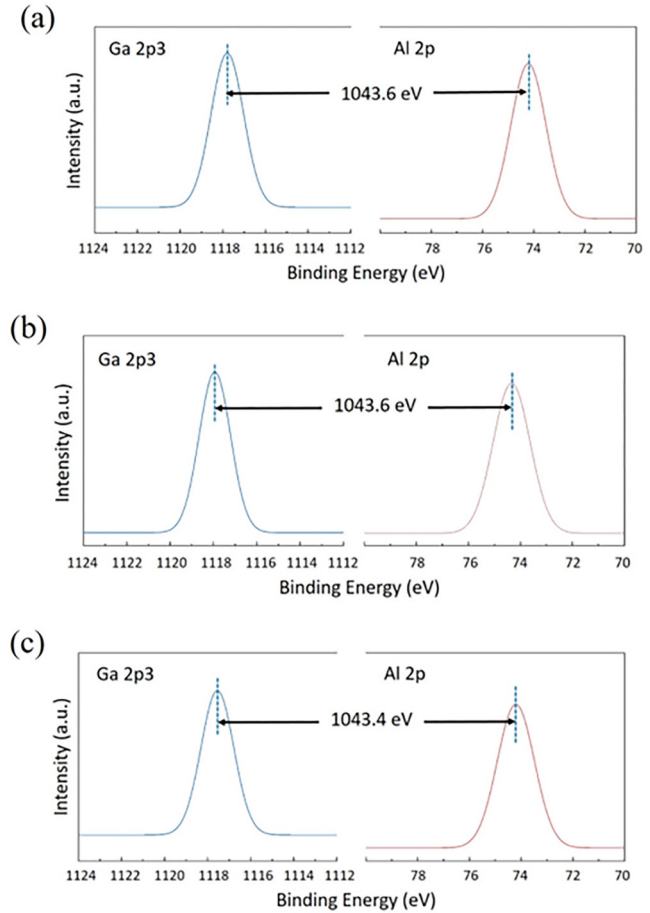 (a)
Ga 2p3 Al 2p
1043.6 eV
Intensity (a.u.)
1124 1122 1120 1118 1116 1114 1112 78 76 74 72 70
Binding Energy (eV)
(b)
Ga 2p3 Al 2p
1043.6 eV
Intensity (a.u.)
1124 1122 1120 1118 1116 1114 1112 78 76 74 72 70
Binding Energy (eV)
(c)
Ga 2p3 Al 2p
1043.4 eV
Intensity (a.u.)
1124 1122 1120 1118 1116 1114 1112 80 78 76 74 72 70
Binding Energy (eV)